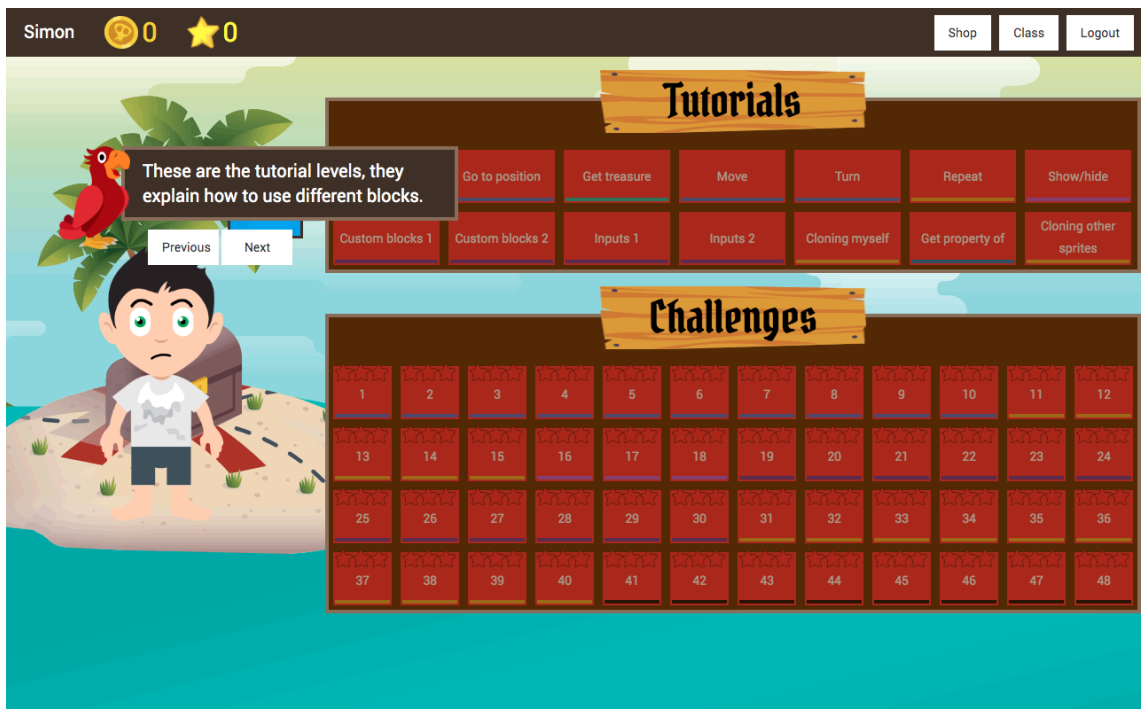 Simon 0 0 Shop Class Logout
Tutorials
These are the tutorial levels, they
explain how to use different blocks.
Previous Next
Go to position Get treasure Move Turn Repeat Show/hide
Custom blocks 1 Custom blocks 2 Inputs 1 Inputs 2 Cloning myself Get property of Cloning other
sprites
Challenges
1 2 3 4 5 6 7 8 9 10 11 12
13 14 15 16 17 18 19 20 21 22 23 24
25 26 27 28 29 30 31 32 33 34 35 36
37 38 39 40 41 42 43 44 45 46 47 48